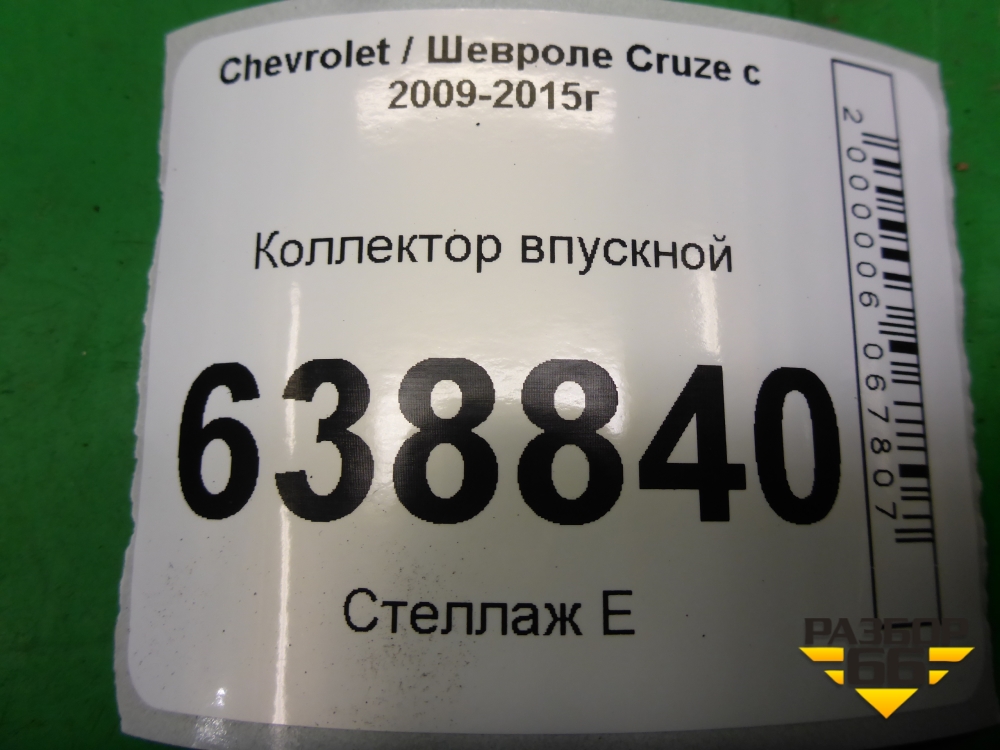 Chevrolet / Шевроле Cruze с
2009-2015г
Коллектор впускной
638840
Стеллаж Е
2000006067807
РАЗБОР
66